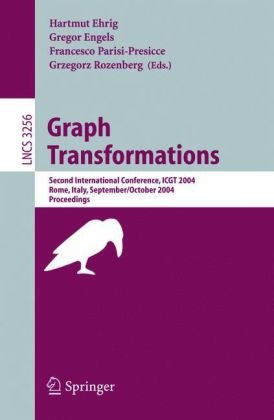 Hartmut Ehrig
Gregor Engels
Francesco Parisi-Presicce
Grzegorz Rozenberg (Eds.)
LNCS 3256
Graph
Transformations
Second International Conference, ICGT 2004
Rome, Italy, September/October 2004
Proceedings
Springer